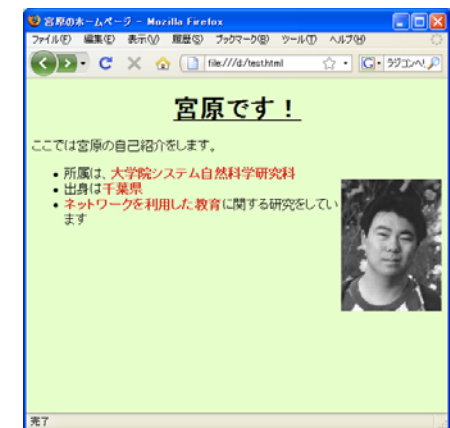 宮原のホームページ - Mozilla Firefox
ファイル(F) 編集(E) 表示(V) 履歴(S) ブックマーク(B) ツール(T) ヘルプ(H)
file:///d/test.html
宮原です！
ここでは宮原の自己紹介をします。
• 所属は、大学院システム自然科学研究科
• 出身は千葉県
• ネットワークを利用した教育に関する研究をしてい
ます
完了